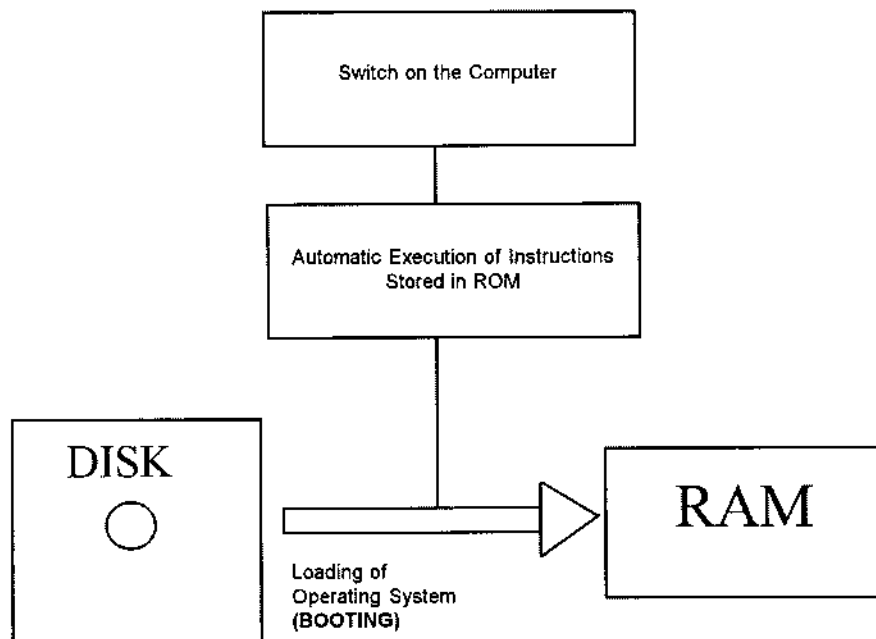 Switch on the Computer
Automatic Execution of Instructions
Stored in ROM
DISK
RAM
Loading of
Operating System
(BOOTING)